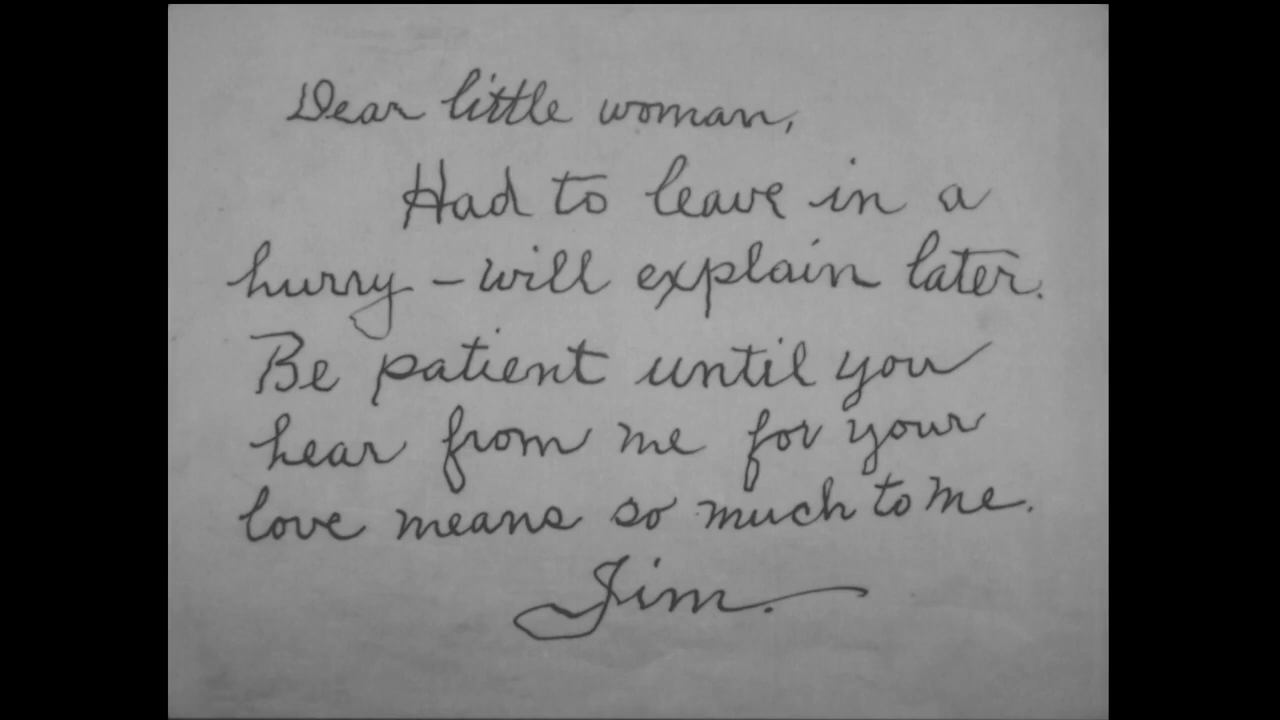 Dear little woman,
Had to leave in a
hurry – will explain later.
Be patient until you
hear from me for your
love means so much to me.
Jim.